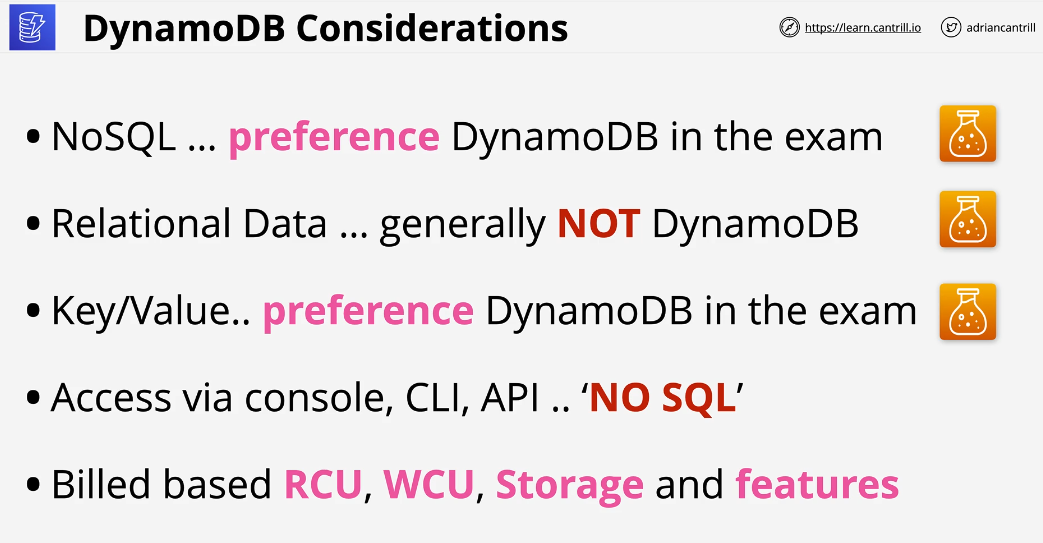 DynamoDB Considerations
https://learn.cantrill.io
adriancantrill
• NoSQL ... preference DynamoDB in the exam
• Relational Data ... generally NOT DynamoDB
• Key/Value.. preference DynamoDB in the exam
• Access via console, CLI, API .. ‘NO SQL’
• Billed based RCU, WCU, Storage and features